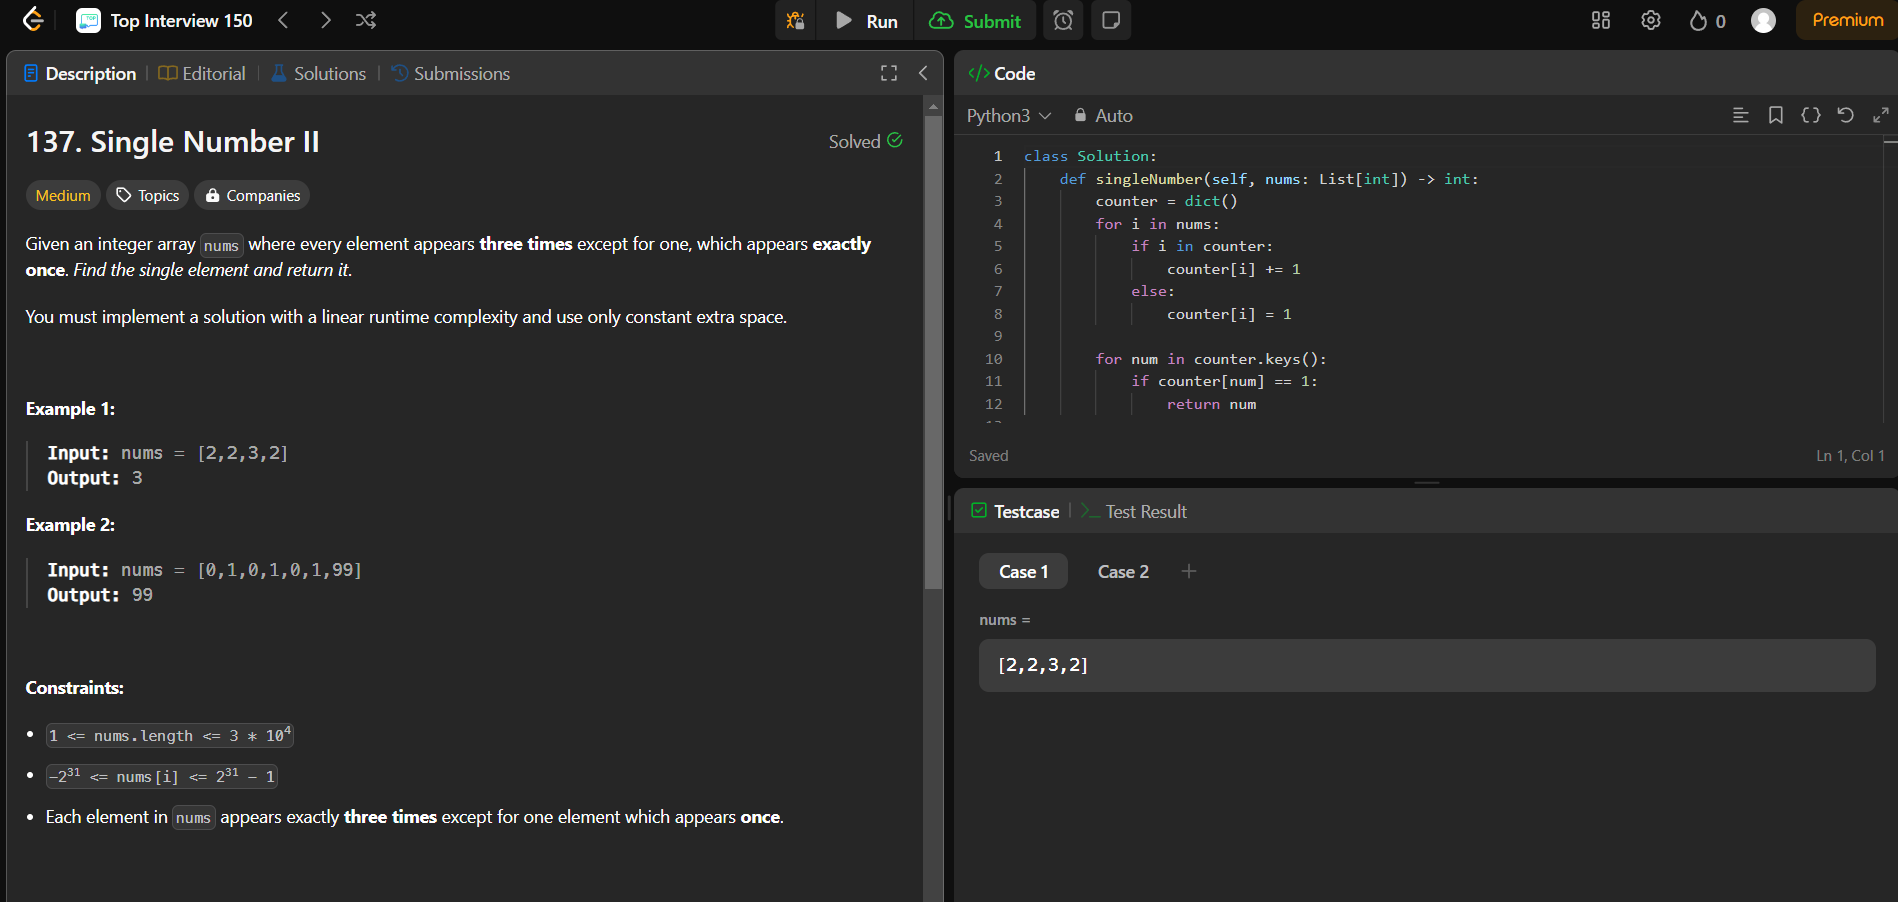 Top Interview 150
Run
Submit
0
Premium
Description
Editorial
Solutions
Submissions
137. Single Number II
Solved
Medium
Topics
Companies
Given an integer array nums where every element appears three times except for one, which appears exactly
once. Find the single element and return it.
You must implement a solution with a linear runtime complexity and use only constant extra space.
Example 1:
Input: nums = [2,2,3,2]
Output: 3
Example 2:
Input: nums = [0,1,0,1,0,1,99]
Output: 99
Constraints:
• 1 <= nums.length <= 3 * 10⁴
• -2³¹ <= nums[i] <= 2³¹ - 1
• Each element in nums appears exactly three times except for one element which appears once.
</> Code
Python3
Auto
1 class Solution:
2     def singleNumber(self, nums: List[int]) -> int:
3         counter = dict()
4         for i in nums:
5             if i in counter:
6                 counter[i] += 1
7             else:
8                 counter[i] = 1
9
10         for num in counter.keys():
11             if counter[num] == 1:
12                 return num
Saved
Ln 1, Col 1
Testcase
>_ Test Result
Case 1
Case 2
+
nums =
[2,2,3,2]